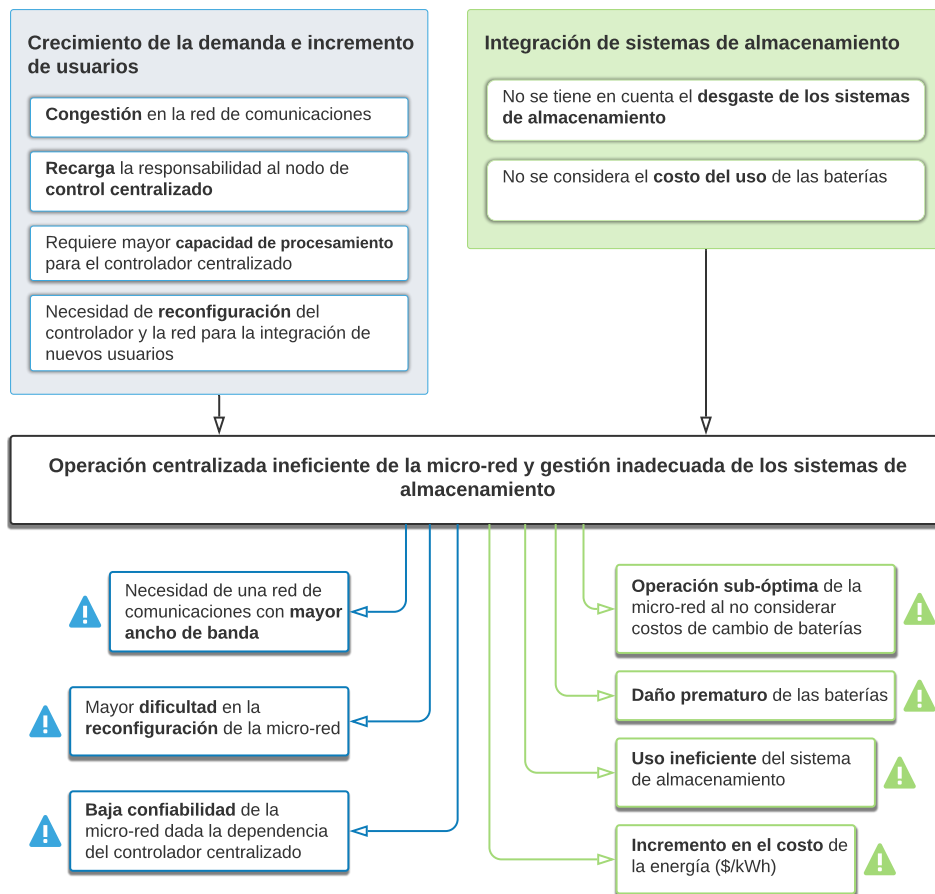 Crecimiento de la demanda e incremento
de usuarios
Congestión en la red de comunicaciones
Recarga la responsabilidad al nodo de
control centralizado
Requiere mayor capacidad de procesamiento
para el controlador centralizado
Necesidad de reconfiguración del
controlador y la red para la integración de
nuevos usuarios
Integración de sistemas de almacenamiento
No se tiene en cuenta el desgaste de los sistemas
de almacenamiento
No se considera el costo del uso de las baterías
Operación centralizada ineficiente de la micro-red y gestión inadecuada de los sistemas de
almacenamiento
Necesidad de una red de
comunicaciones con mayor
ancho de banda
Mayor dificultad en la
reconfiguración de la micro-red
Baja confiabilidad de la
micro-red dada la dependencia
del controlador centralizado
Operación sub-óptima de la
micro-red al no considerar
costos de cambio de baterías
Daño prematuro de las baterías
Uso ineficiente del sistema
de almacenamiento
Incremento en el costo de
la energía ($/kWh)